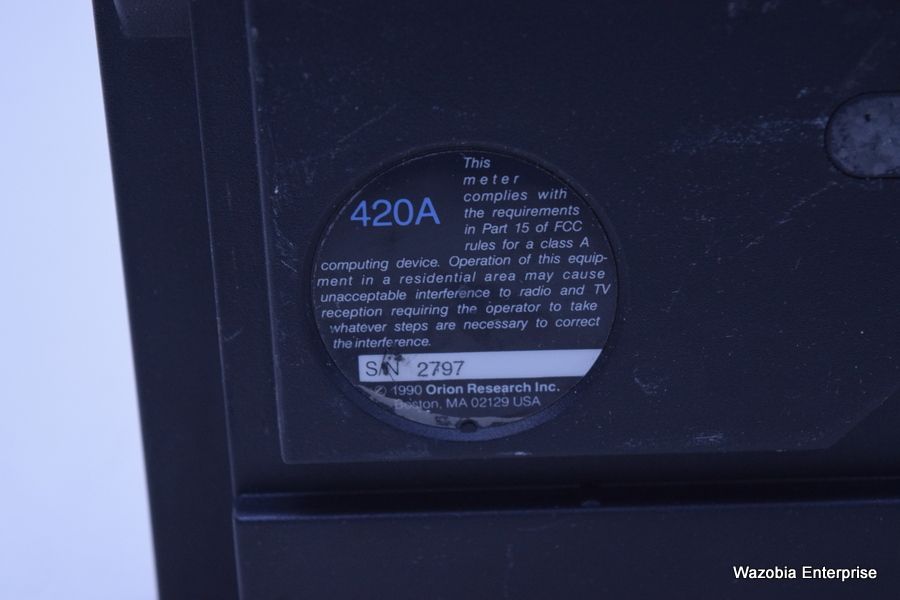 420A
This
meter
complies with
the requirements
in Part 15 of FCC
rules for a class A
computing device. Operation of this equip-
ment in a residential area may cause
unacceptable interference to radio and TV
reception requiring the operator to take
whatever steps are necessary to correct
the interference.
S/N 2797
© 1990 Orion Research Inc.
Boston, MA 02129 USA
Wazobia Enterprise